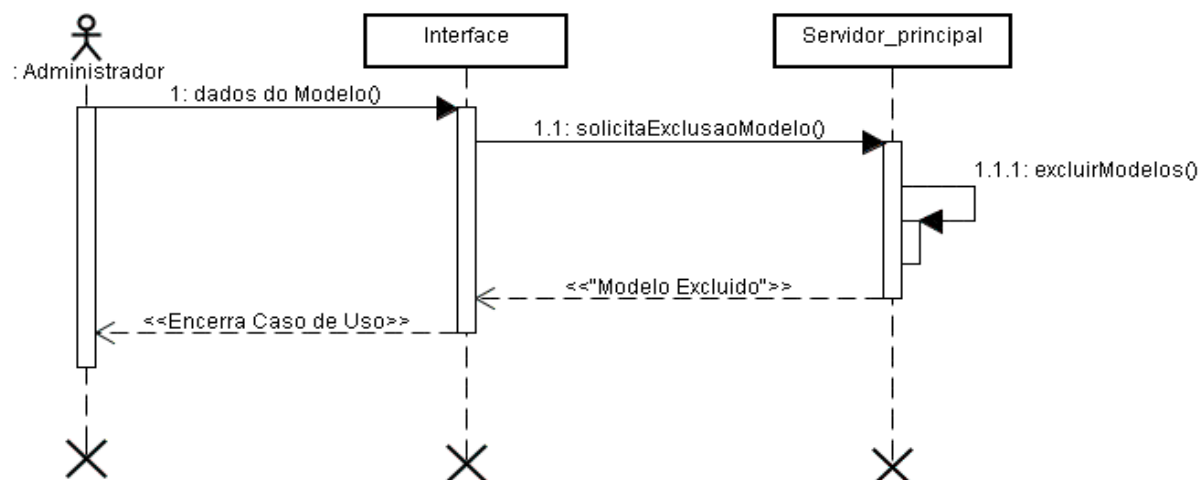 Interface
Servidor_principal
: Administrador
1: dados do Modelo()
1.1: solicitaExclusaoModelo()
1.1.1: excluirModelos()
<<"Modelo Excluido">>
<<Encerra Caso de Uso>>